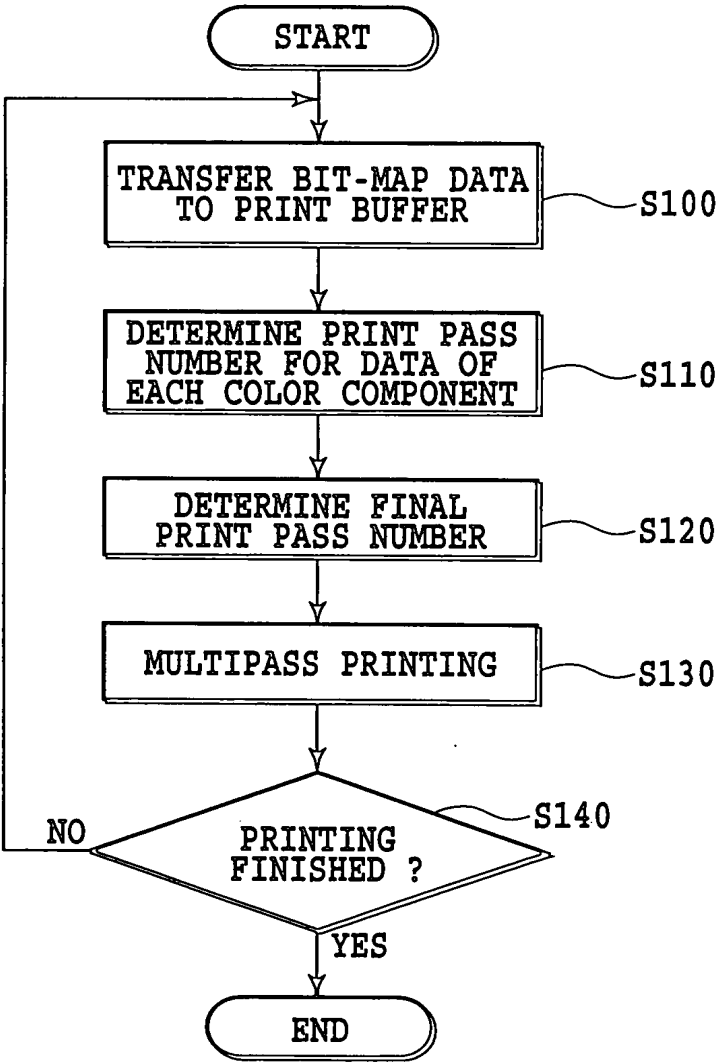 START
TRANSFER BIT-MAP DATA
TO PRINT BUFFER
S100
DETERMINE PRINT PASS
NUMBER FOR DATA OF
EACH COLOR COMPONENT
S110
DETERMINE FINAL
PRINT PASS NUMBER
S120
MULTIPASS PRINTING
S130
S140
NO
PRINTING
FINISHED ?
YES
END